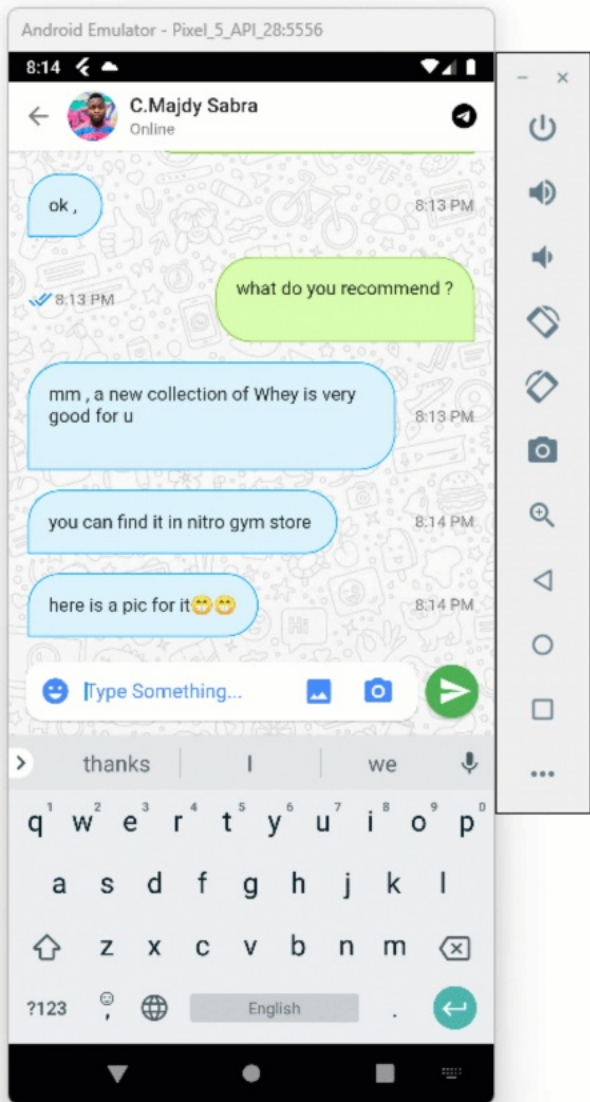 Android Emulator - Pixel_5_API_28:5556
8:14
C.Majdy Sabra
Online
ok ,
8:13 PM
what do you recommend ?
8:13 PM
mm , a new collection of Whey is very
good for u
8:13 PM
you can find it in nitro gym store
8:14 PM
here is a pic for it😁😁
8:14 PM
Type Something...
thanks I we
q 1 w 2 e 3 r 4 t 5 y 6 u 7 i 8 o 9 p 0
a s d f g h j k l
z x c v b n m
?123 , English .